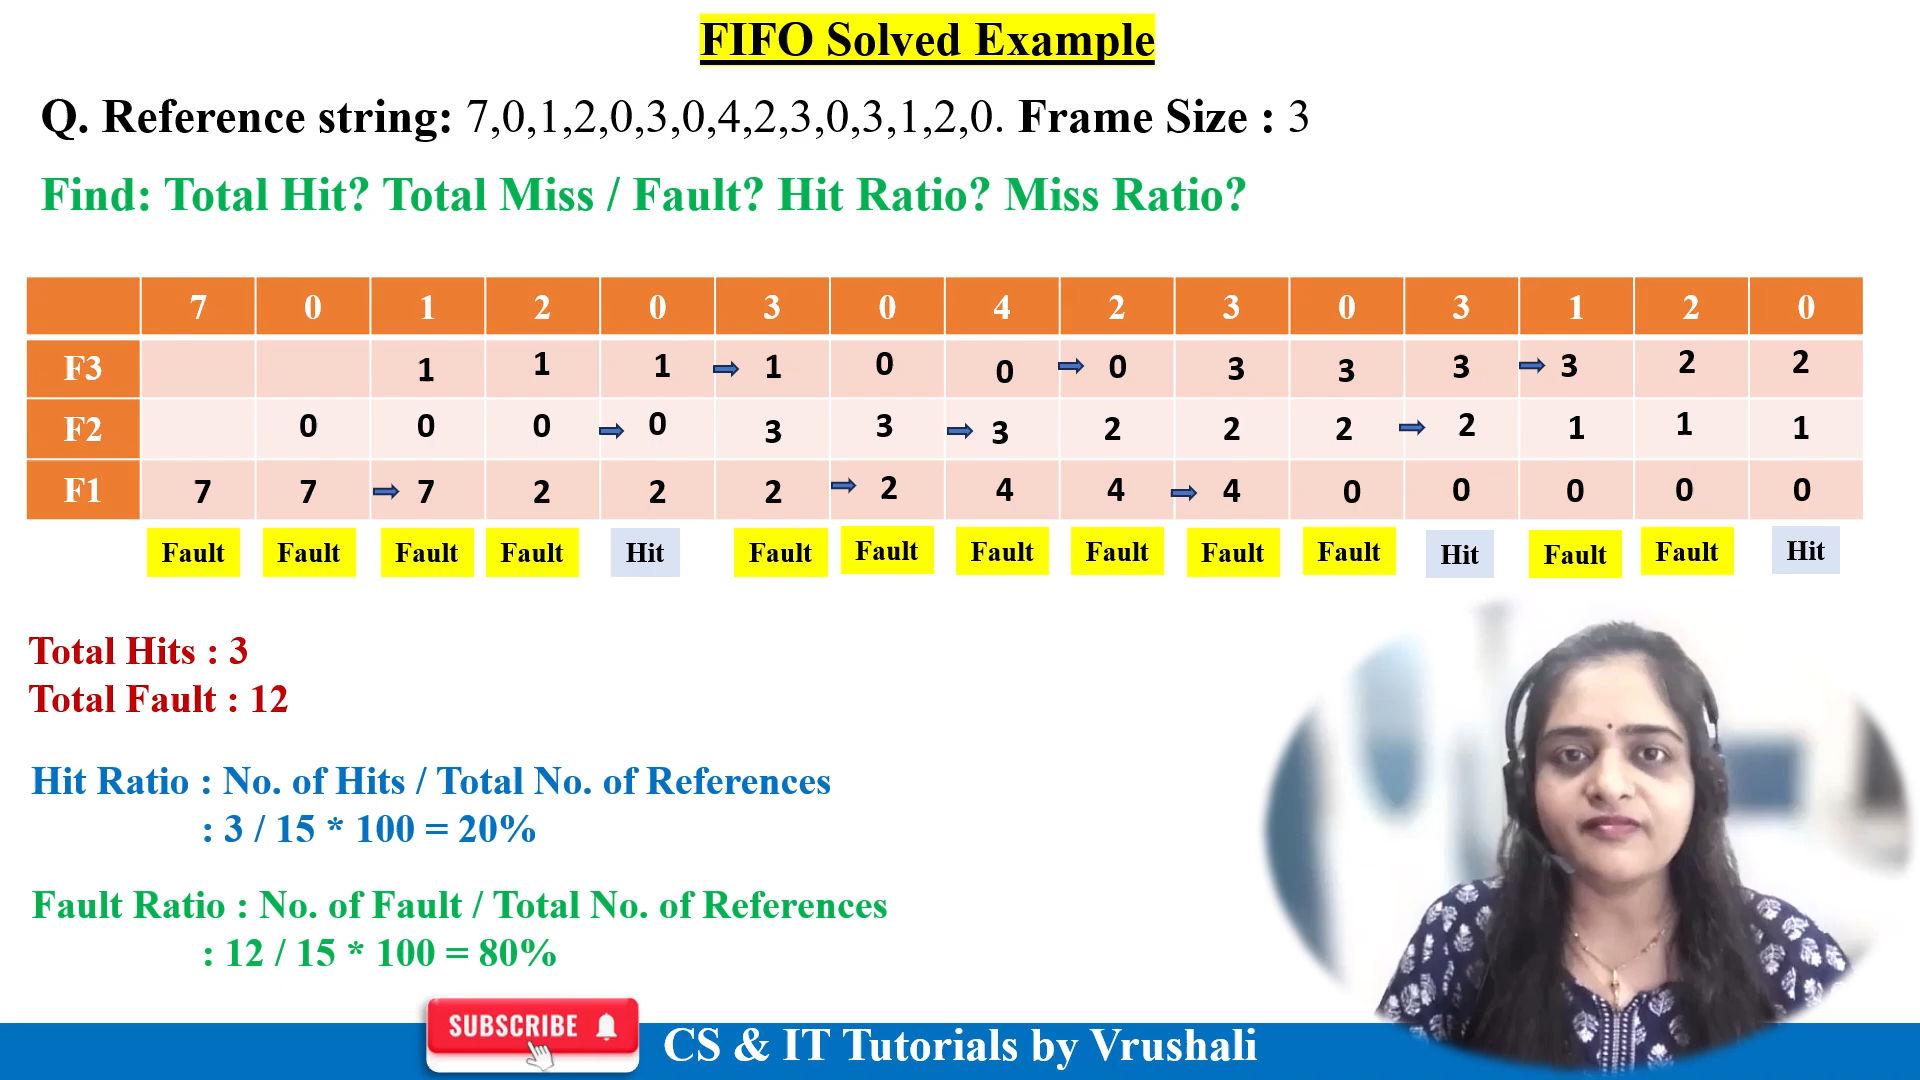 FIFO Solved Example
Q. Reference string: 7,0,1,2,0,3,0,4,2,3,0,3,1,2,0. Frame Size : 3
Find: Total Hit? Total Miss / Fault? Hit Ratio? Miss Ratio?
7 0 1 2 0 3 0 4 2 3 0 3 1 2 0
F3 1 1 1 1 0 0 0 3 3 3 3 2 2
F2 0 0 0 0 3 3 3 2 2 2 2 1 1 1
F1 7 7 7 2 2 2 2 4 4 4 0 0 0 0 0
Fault Fault Fault Fault Hit Fault Fault Fault Fault Fault Fault Hit Fault Fault Hit
Total Hits : 3
Total Fault : 12
Hit Ratio : No. of Hits / Total No. of References
: 3 / 15 * 100 = 20%
Fault Ratio : No. of Fault / Total No. of References
: 12 / 15 * 100 = 80%
SUBSCRIBE
CS & IT Tutorials by Vrushali